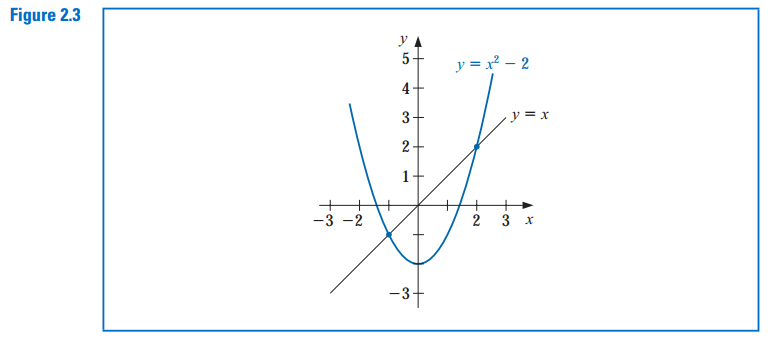 Figure 2.3
y
5
y = x² – 2
4
3
y = x
2
1
–3 –2
2 3 x
–3